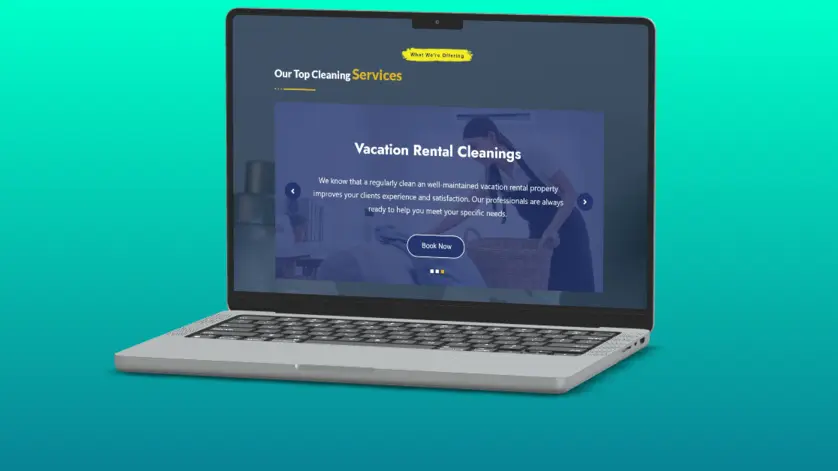 What We're Offering
Our Top Cleaning Services
Vacation Rental Cleanings
We know that a regularly clean an well-maintained vacation rental property
improves your clients experience and satisfaction. Our professionals are always
ready to help you meet your specific needs.
Book Now